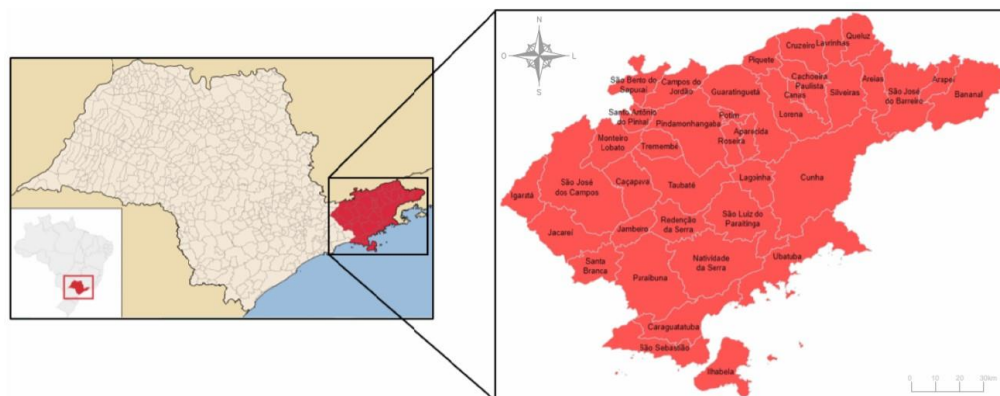 N
O
L
S
Queluz
Lavrinhas
Cruzeiro
Piquete
São Bento do
Sapucaí
Campos do
Jordão
Guaratinguetá
Cachoeira
Paulista
Canas
Silveiras
Areias
São José
do Barreiro
Arapeí
Bananal
Santo Antônio
do Pinhal
Pindamonhangaba
Potim
Aparecida
Roseira
Lorena
Monteiro
Lobato
Tremembé
São José
dos Campos
Caçapava
Taubaté
Lagoinha
Cunha
Igaratá
Jacareí
Jambeiro
Redenção
da Serra
São Luiz do
Paraitinga
Santa
Branca
Paraibuna
Natividade
da Serra
Ubatuba
Caraguatatuba
São Sebastião
Ilhabela
0 10 20 30km